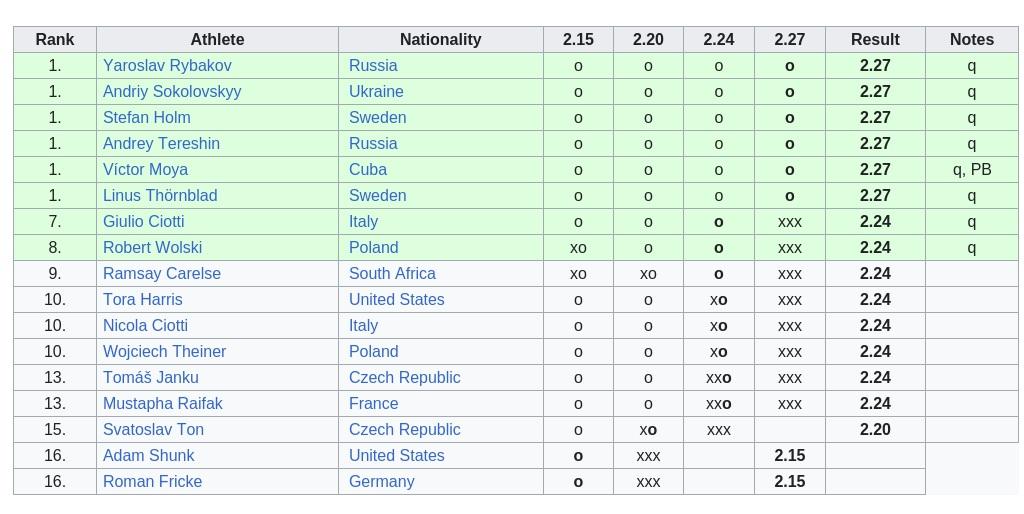 Rank Athlete Nationality 2.15 2.20 2.24 2.27 Result Notes
1. Yaroslav Rybakov Russia o o o o 2.27 q
1. Andriy Sokolovskyy Ukraine o o o o 2.27 q
1. Stefan Holm Sweden o o o o 2.27 q
1. Andrey Tereshin Russia o o o o 2.27 q
1. Víctor Moya Cuba o o o o 2.27 q, PB
1. Linus Thörnblad Sweden o o o o 2.27 q
7. Giulio Ciotti Italy o o o xxx 2.24 q
8. Robert Wolski Poland xo o o xxx 2.24 q
9. Ramsay Carelse South Africa xo xo o xxx 2.24
10. Tora Harris United States o o xo xxx 2.24
10. Nicola Ciotti Italy o o xo xxx 2.24
10. Wojciech Theiner Poland o o xo xxx 2.24
13. Tomáš Janku Czech Republic o o xxo xxx 2.24
13. Mustapha Raifak France o o xxo xxx 2.24
15. Svatoslav Ton Czech Republic o xo xxx 2.20
16. Adam Shunk United States o xxx 2.15
16. Roman Fricke Germany o xxx 2.15